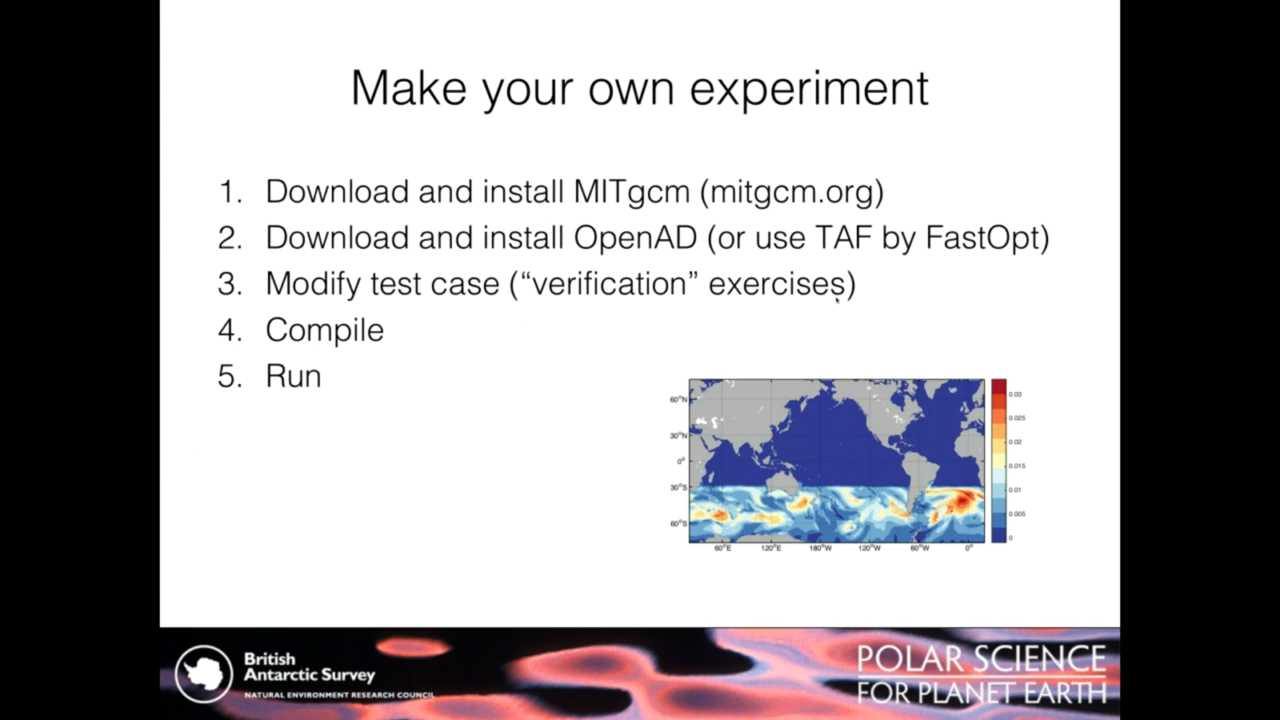 Make your own experiment
1. Download and install MITgcm (mitgcm.org)
2. Download and install OpenAD (or use TAF by FastOpt)
3. Modify test case (“verification” exercises)
4. Compile
5. Run
60°N
30°N
0°
30°S
60°S
60°E 120°E 180°W 120°W 60°W 0°
0.03
0.025
0.02
0.015
0.01
0.005
0
British
Antarctic Survey
NATURAL ENVIRONMENT RESEARCH COUNCIL
POLAR SCIENCE
FOR PLANET EARTH